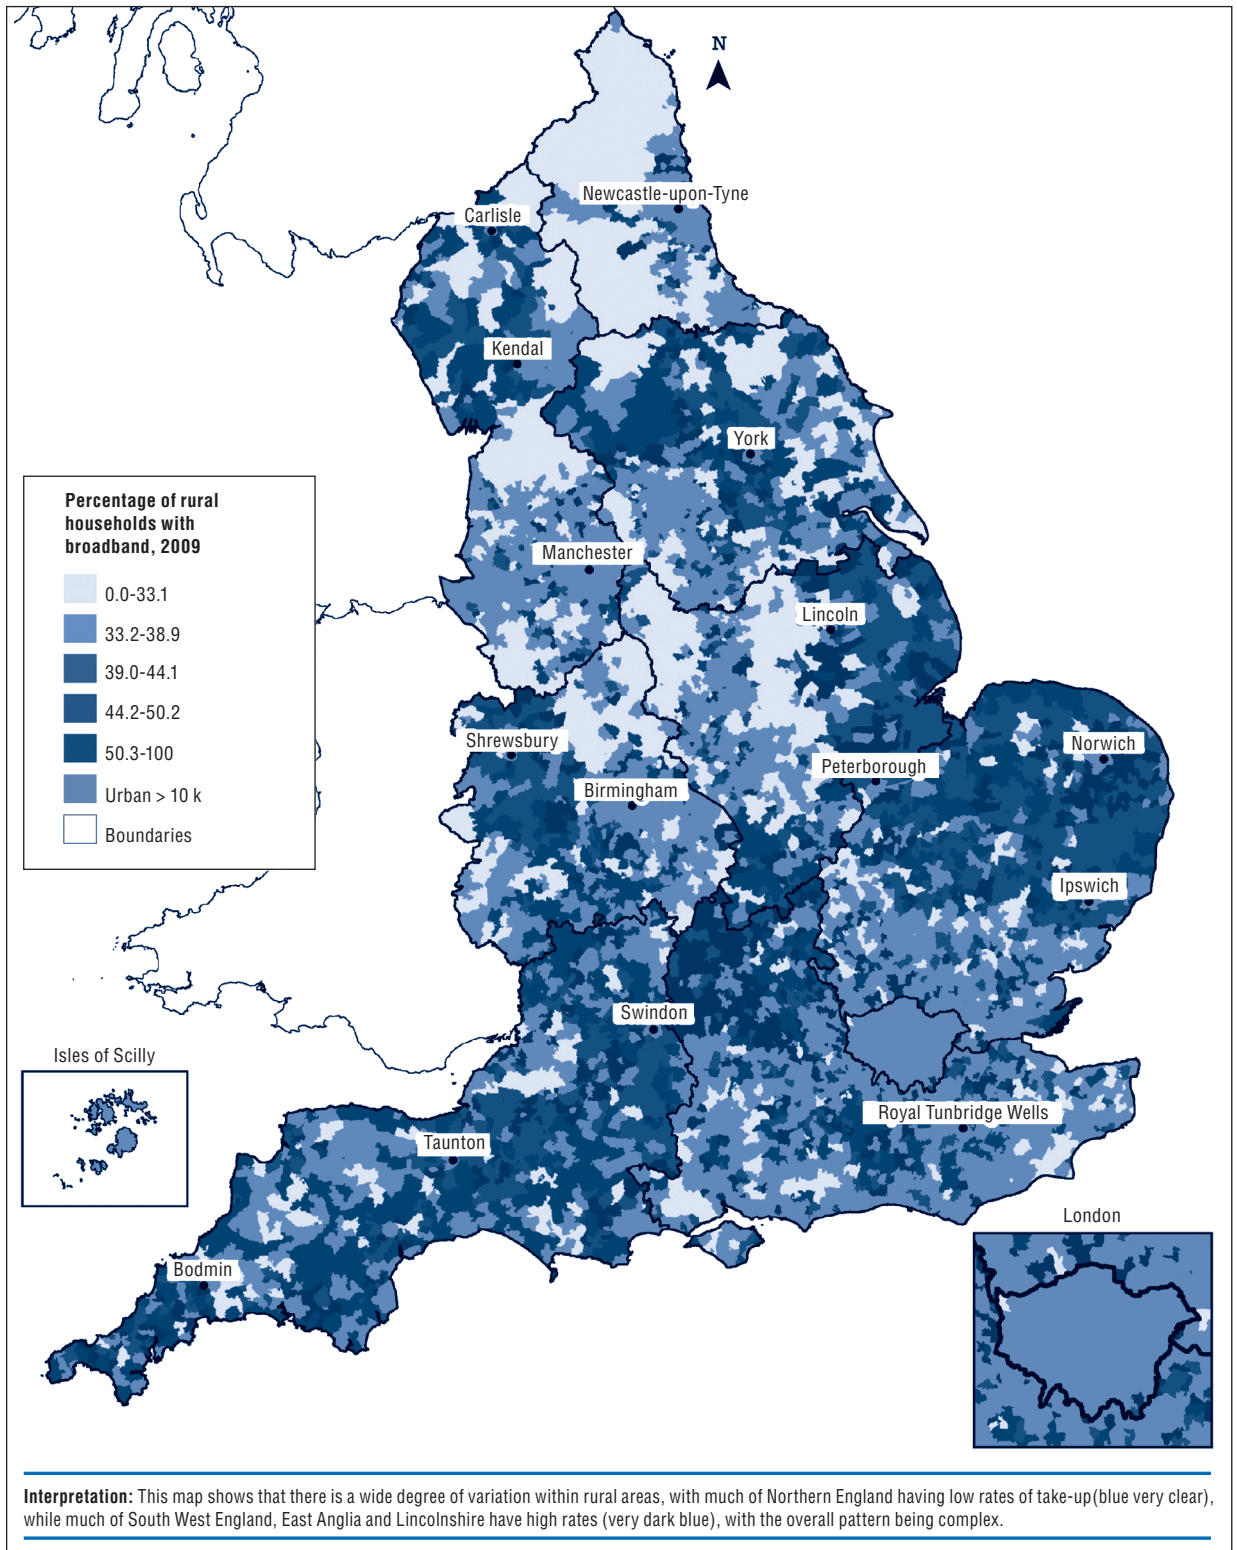 N
Newcastle-upon-Tyne
Carlisle
Kendal
York
Percentage of rural
households with
broadband, 2009
0.0-33.1
33.2-38.9
39.0-44.1
44.2-50.2
50.3-100
Urban > 10 k
Boundaries
Manchester
Lincoln
Shrewsbury
Norwich
Peterborough
Birmingham
Ipswich
Swindon
Isles of Scilly
Royal Tunbridge Wells
Taunton
London
Bodmin
Interpretation: This map shows that there is a wide degree of variation within rural areas, with much of Northern England having low rates of take-up(blue very clear),
while much of South West England, East Anglia and Lincolnshire have high rates (very dark blue), with the overall pattern being complex.